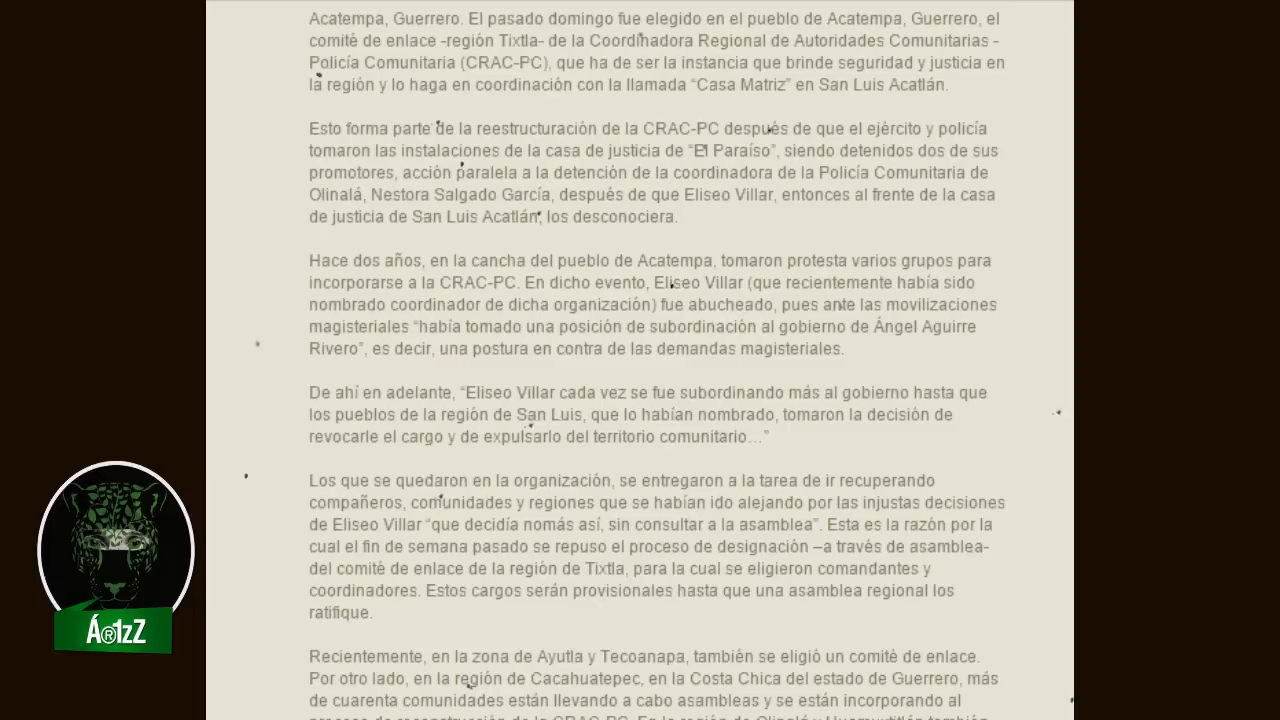 Acatempa, Guerrero. El pasado domingo fue elegido en el pueblo de Acatempa, Guerrero, el
comité de enlace -región Tixtla- de la Coordinadora Regional de Autoridades Comunitarias -
Policía Comunitaria (CRAC-PC), que ha de ser la instancia que brinde seguridad y justicia en
la región y lo haga en coordinación con la llamada “Casa Matriz” en San Luis Acatlán.
Esto forma parte de la reestructuración de la CRAC-PC después de que el ejército y policía
tomaron las instalaciones de la casa de justicia de “El Paraíso”, siendo detenidos dos de sus
promotores, acción paralela a la detención de la coordinadora de la Policía Comunitaria de
Olinalá, Nestora Salgado García, después de que Eliseo Villar, entonces al frente de la casa
de justicia de San Luis Acatlán, los desconociera.
Hace dos años, en la cancha del pueblo de Acatempa, tomaron protesta varios grupos para
incorporarse a la CRAC-PC. En dicho evento, Eliseo Villar (que recientemente había sido
nombrado coordinador de dicha organización) fue abucheado, pues ante las movilizaciones
magisteriales “había tomado una posición de subordinación al gobierno de Ángel Aguirre
Rivero”, es decir, una postura en contra de las demandas magisteriales.
De ahí en adelante, “Eliseo Villar cada vez se fue subordinando más al gobierno hasta que
los pueblos de la región de San Luis, que lo habían nombrado, tomaron la decisión de
revocarle el cargo y de expulsarlo del territorio comunitario…”
Los que se quedaron en la organización, se entregaron a la tarea de ir recuperando
compañeros, comunidades y regiones que se habían ido alejando por las injustas decisiones
de Eliseo Villar “que decidía nomás así, sin consultar a la asamblea”. Esta es la razón por la
cual el fin de semana pasado se repuso el proceso de designación –a través de asamblea-
del comité de enlace de la región de Tixtla, para la cual se eligieron comandantes y
coordinadores. Estos cargos serán provisionales hasta que una asamblea regional los
ratifique.
Recientemente, en la zona de Ayutla y Tecoanapa, también se eligió un comité de enlace.
Por otro lado, en la región de Cacahuatepec, en la Costa Chica del estado de Guerrero, más
de cuarenta comunidades están llevando a cabo asambleas y se están incorporando al
Á®1zZ